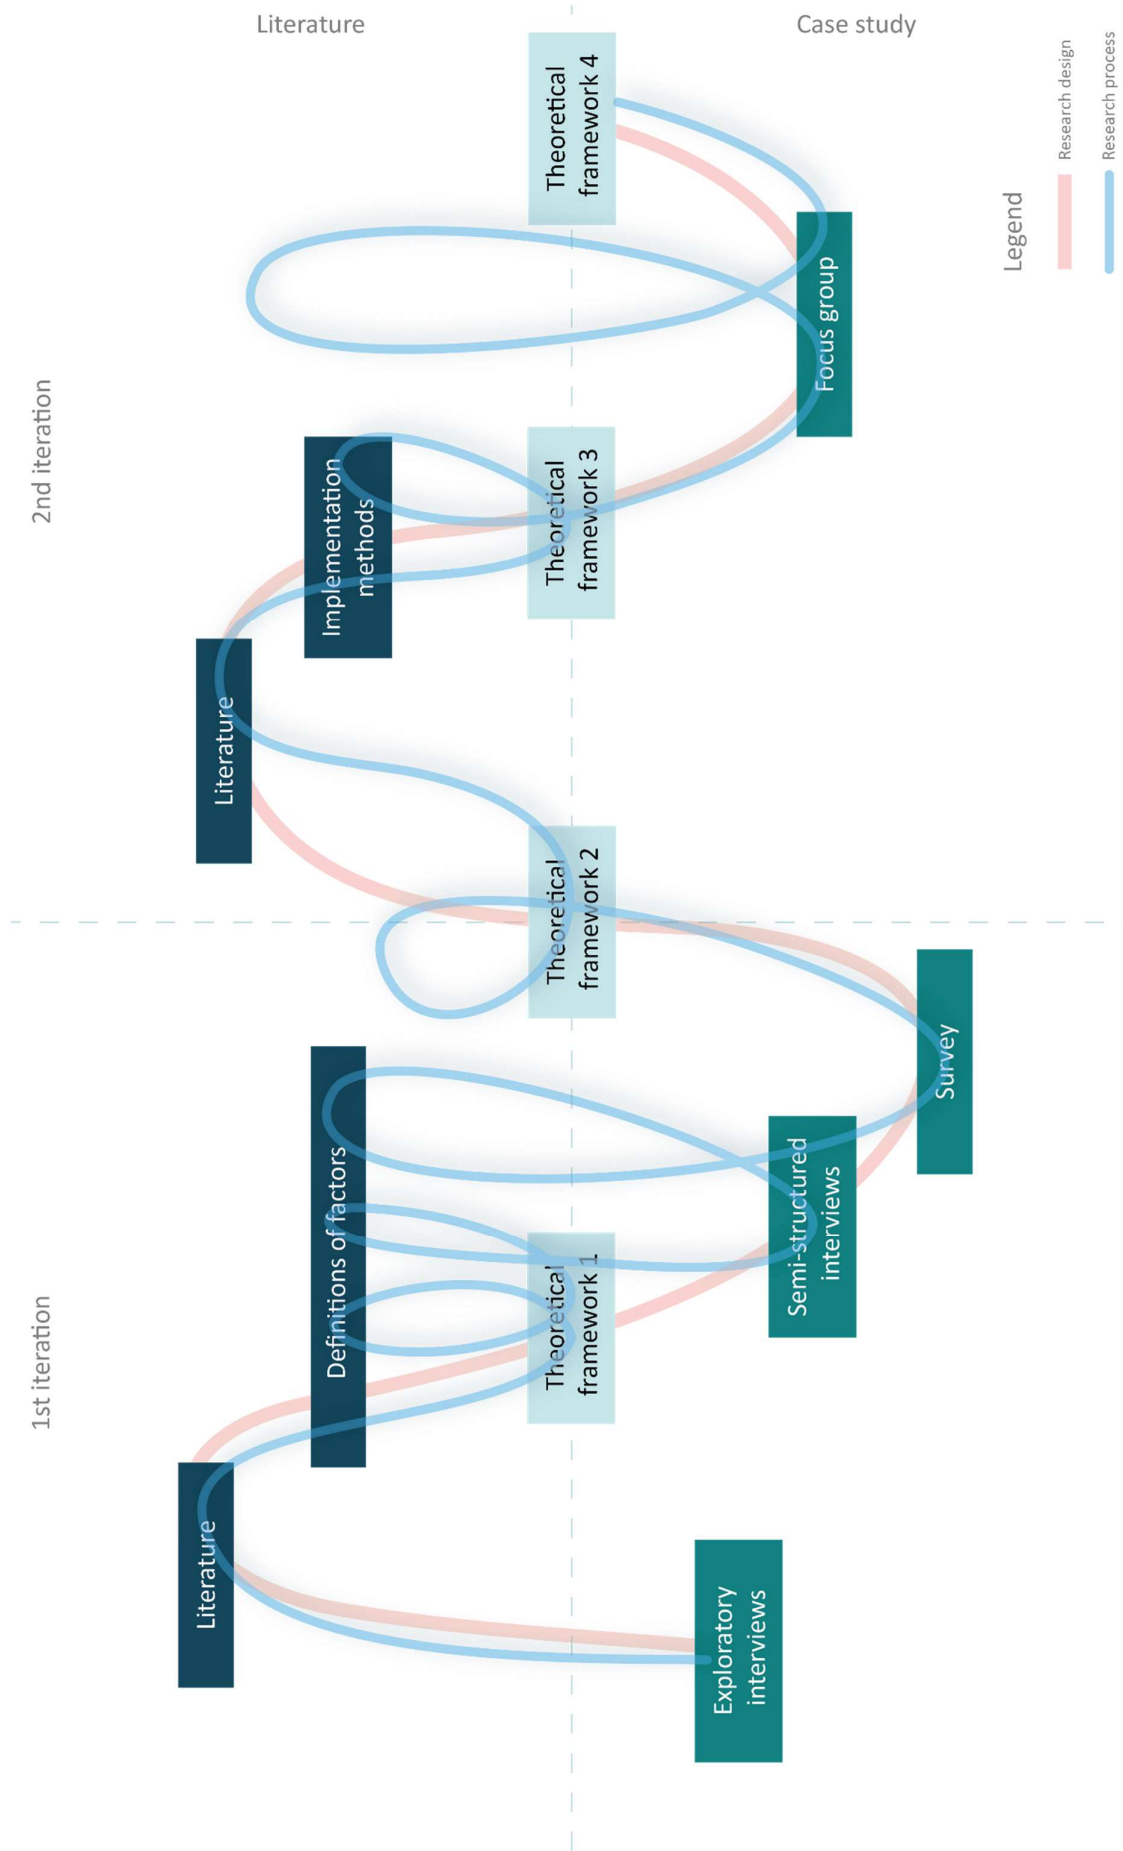 Literature
Case study
1st iteration
2nd iteration
Literature
Exploratory
interviews
Definitions of factors
Theoretical
framework 1
Semi-structured
interviews
Survey
Theoretical
framework 2
Literature
Implementation
methods
Theoretical
framework 3
Focus group
Theoretical
framework 4
Legend
Research design
Research process